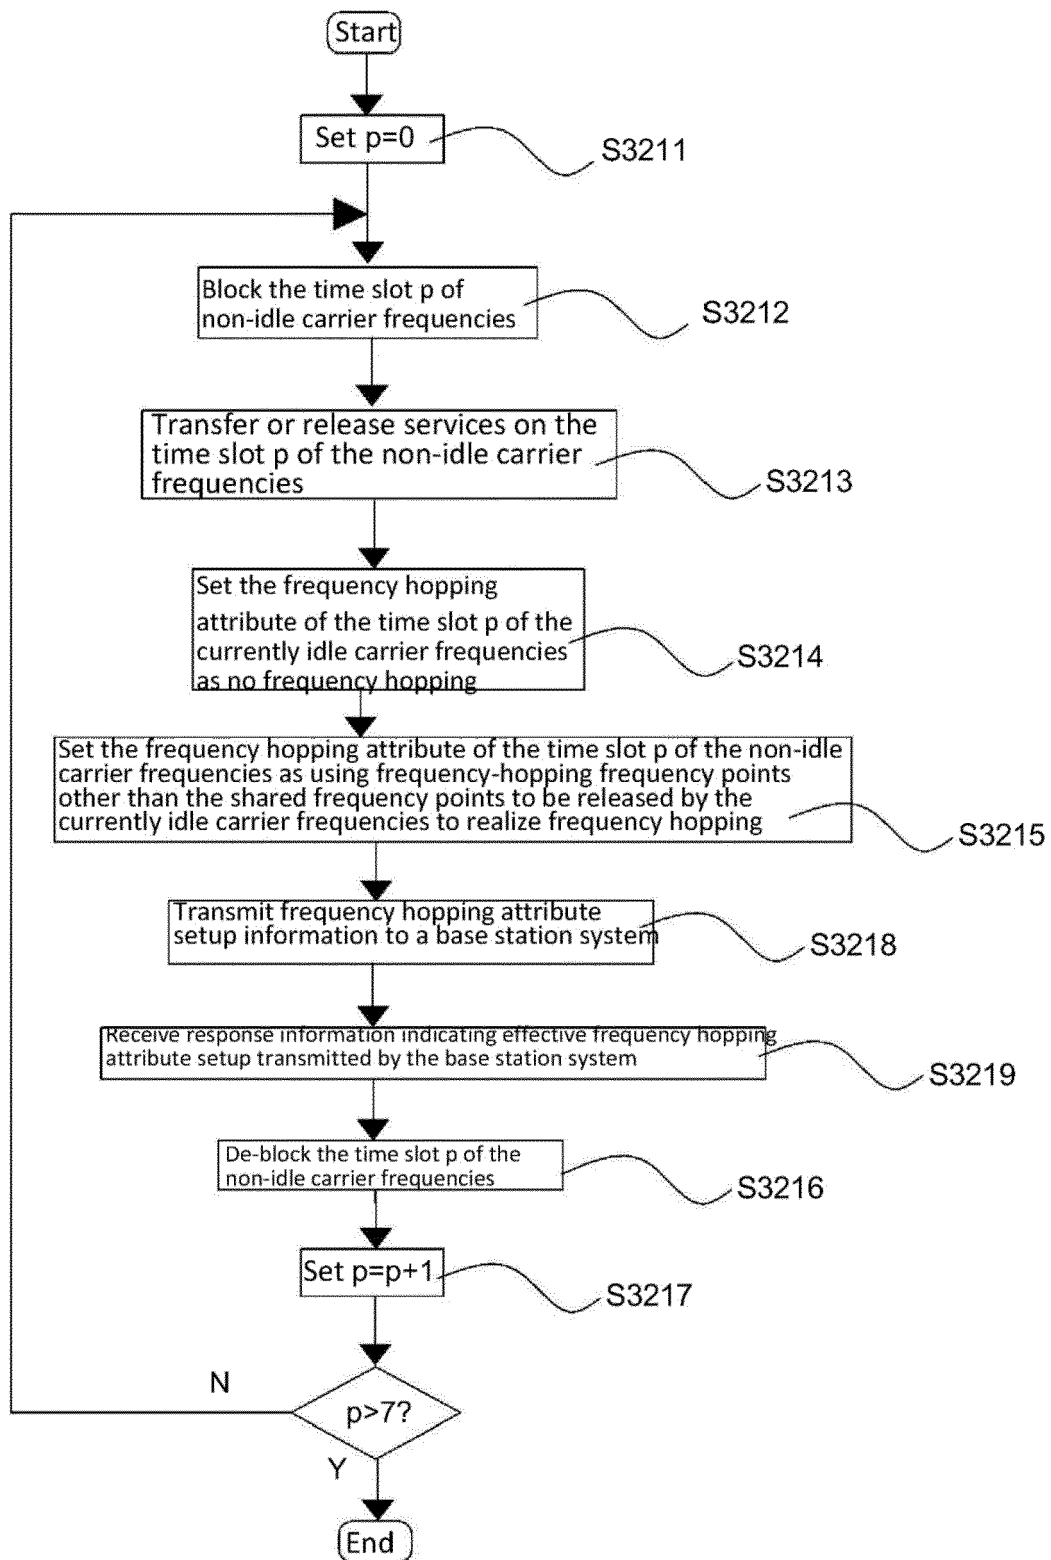 Start
Set p=0
S3211
Block the time slot p of
non-idle carrier frequencies
S3212
Transfer or release services on the
time slot p of the non-idle carrier
frequencies
S3213
Set the frequency hopping
attribute of the time slot p of the
currently idle carrier frequencies
as no frequency hopping
S3214
Set the frequency hopping attribute of the time slot p of the non-idle
carrier frequencies as using frequency-hopping frequency points
other than the shared frequency points to be released by the
currently idle carrier frequencies to realize frequency hopping
S3215
Transmit frequency hopping attribute
setup information to a base station system
S3218
Receive response information indicating effective frequency hopping
attribute setup transmitted by the base station system
S3219
De-block the time slot p of the
non-idle carrier frequencies
S3216
Set p=p+1
S3217
N
p>7?
Y
End